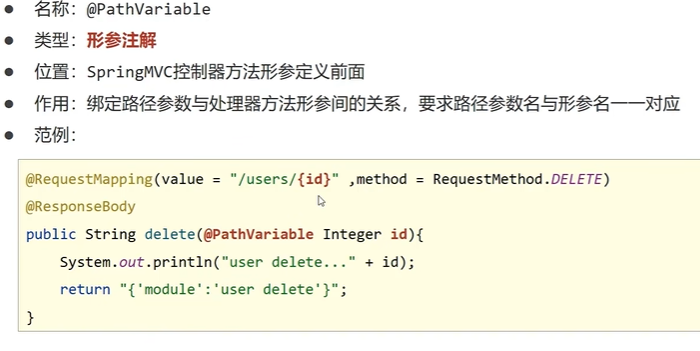 名称：@PathVariable
类型：形参注解
位置：SpringMVC控制器方法形参定义前面
作用：绑定路径参数与处理器方法形参间的关系，要求路径参数名与形参名一一对应
范例：
@RequestMapping(value = "/users/{id}" ,method = RequestMethod.DELETE)
@ResponseBody
public String delete(@PathVariable Integer id){
    System.out.println("user delete..." + id);
    return "{'module':'user delete'}";
}